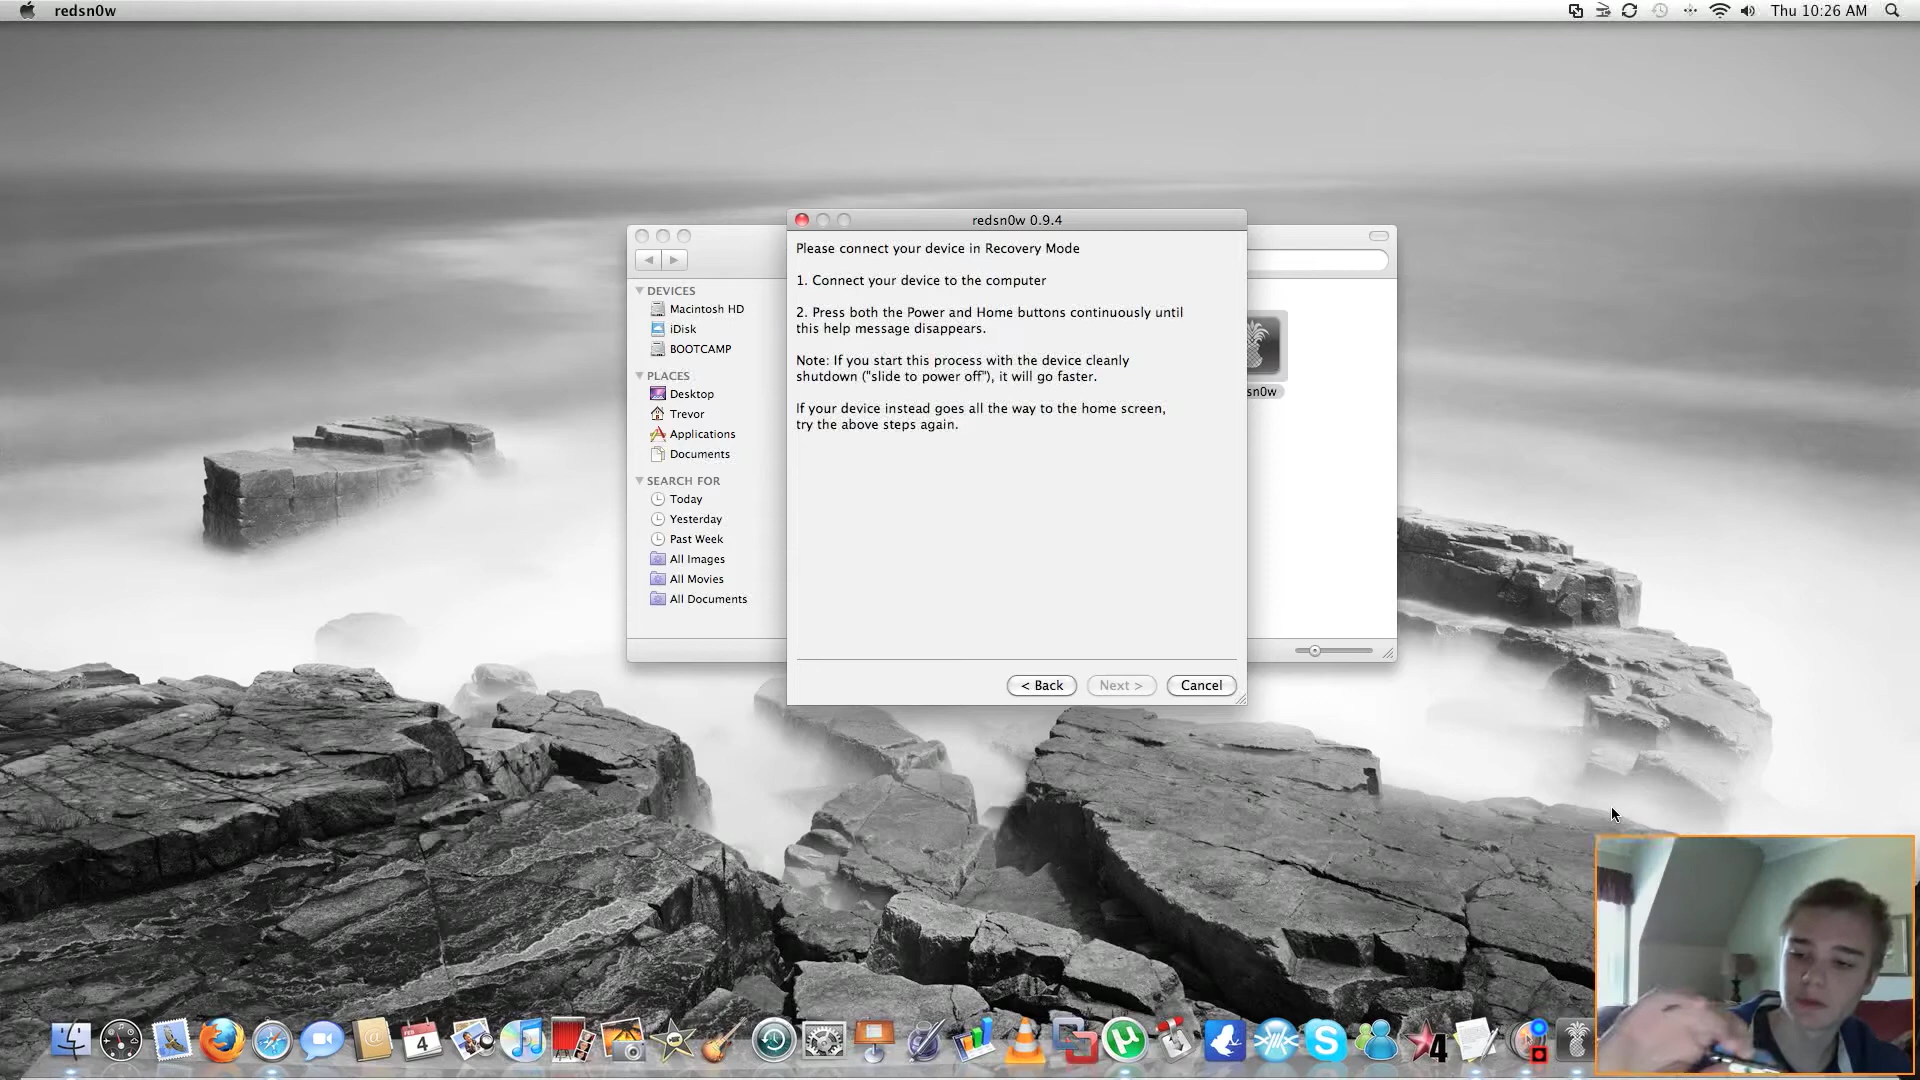 redsn0w
Thu 10:26 AM
redsn0w 0.9.4
Please connect your device in Recovery Mode
1. Connect your device to the computer
2. Press both the Power and Home buttons continuously until
this help message disappears.
Note: If you start this process with the device cleanly
shutdown ("slide to power off"), it will go faster.
If your device instead goes all the way to the home screen,
try the above steps again.
< Back
Next >
Cancel
DEVICES
Macintosh HD
iDisk
BOOTCAMP
PLACES
Desktop
Trevor
Applications
Documents
SEARCH FOR
Today
Yesterday
Past Week
All Images
All Movies
All Documents
sn0w
FEB
4
4